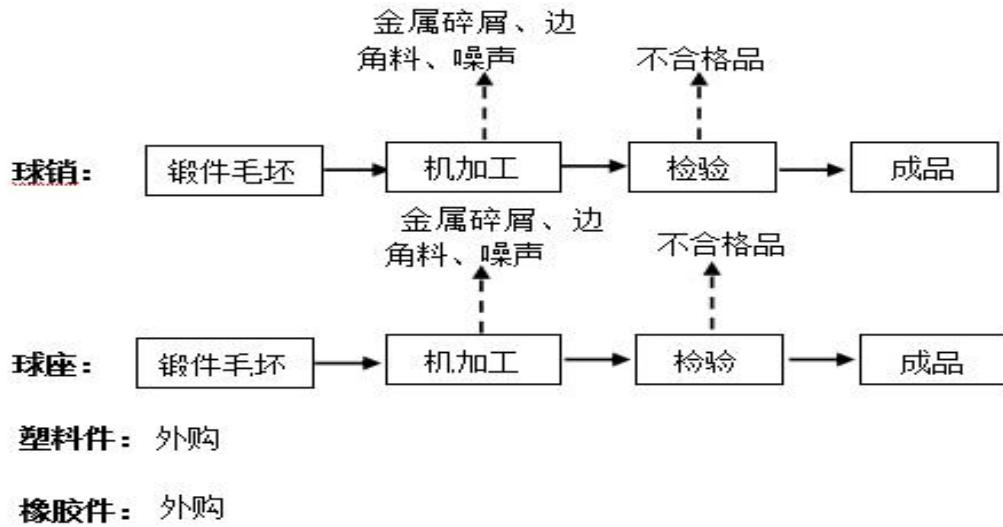 金属碎屑、边
角料、噪声
不合格品
球销： 锻件毛坯 机加工 检验 成品
金属碎屑、边
角料、噪声
不合格品
球座： 锻件毛坯 机加工 检验 成品
塑料件： 外购
橡胶件： 外购